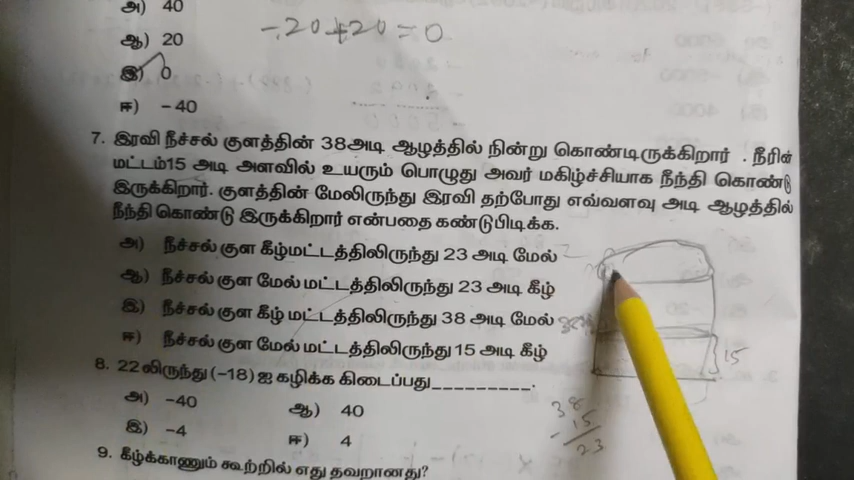 அ) 40
- 20 + 20 = 0
ஆ) 20
இ) 0
ஈ) -40
7. இரவி நீச்சல் குளத்தின் 38அடி ஆழத்தில் நின்று கொண்டிருக்கிறார் . நீரின்
மட்டம்15 அடி அளவில் உயரும் பொழுது அவர் மகிழ்ச்சியாக நீந்தி கொண்டு
இருக்கிறார். குளத்தின் மேலிருந்து இரவி தற்போது எவ்வளவு அடி ஆழத்தில்
நீந்தி கொண்டு இருக்கிறார் என்பதை கண்டுபிடிக்க.
அ) நீச்சல் குள கீழ்மட்டத்திலிருந்து 23 அடி மேல்
ஆ) நீச்சல் குள மேல் மட்டத்திலிருந்து 23 அடி கீழ்
இ) நீச்சல் குள கீழ் மட்டத்திலிருந்து 38 அடி மேல்
ஈ) நீச்சல் குள மேல் மட்டத்திலிருந்து 15 அடி கீழ்
15
8. 22லிருந்து (-18) ஐ கழிக்க கிடைப்பது_________.
அ) -40 ஆ) 40
இ) -4 ஈ) 4
38
- 15
23
9. கீழ்க்காணும் கூற்றில் எது தவறானது?